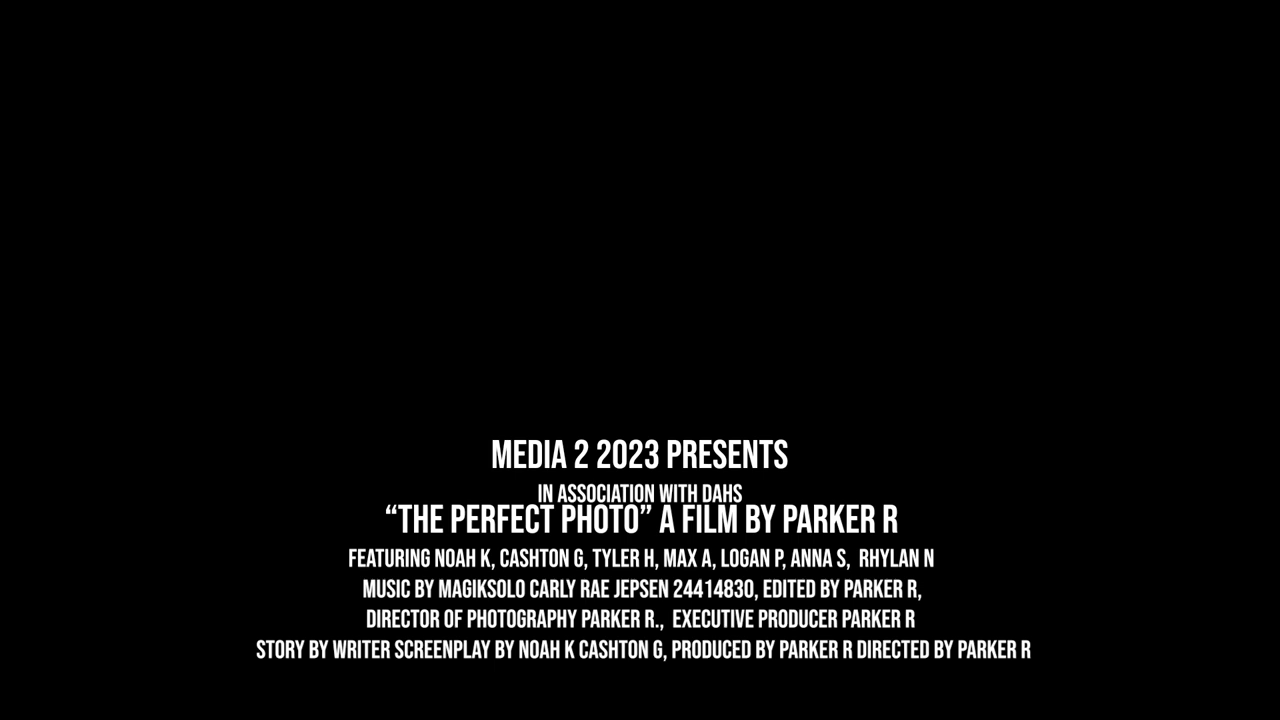 MEDIA 2 2023 PRESENTS
IN ASSOCIATION WITH DAHS
“THE PERFECT PHOTO” A FILM BY PARKER R
FEATURING NOAH K, CASHTON G, TYLER H, MAX A, LOGAN P, ANNA S,  RHYLAN N
MUSIC BY MAGIKSOLO CARLY RAE JEPSEN 24414830, EDITED BY PARKER R,
DIRECTOR OF PHOTOGRAPHY PARKER R.,  EXECUTIVE PRODUCER PARKER R
STORY BY WRITER SCREENPLAY BY NOAH K CASHTON G, PRODUCED BY PARKER R DIRECTED BY PARKER R